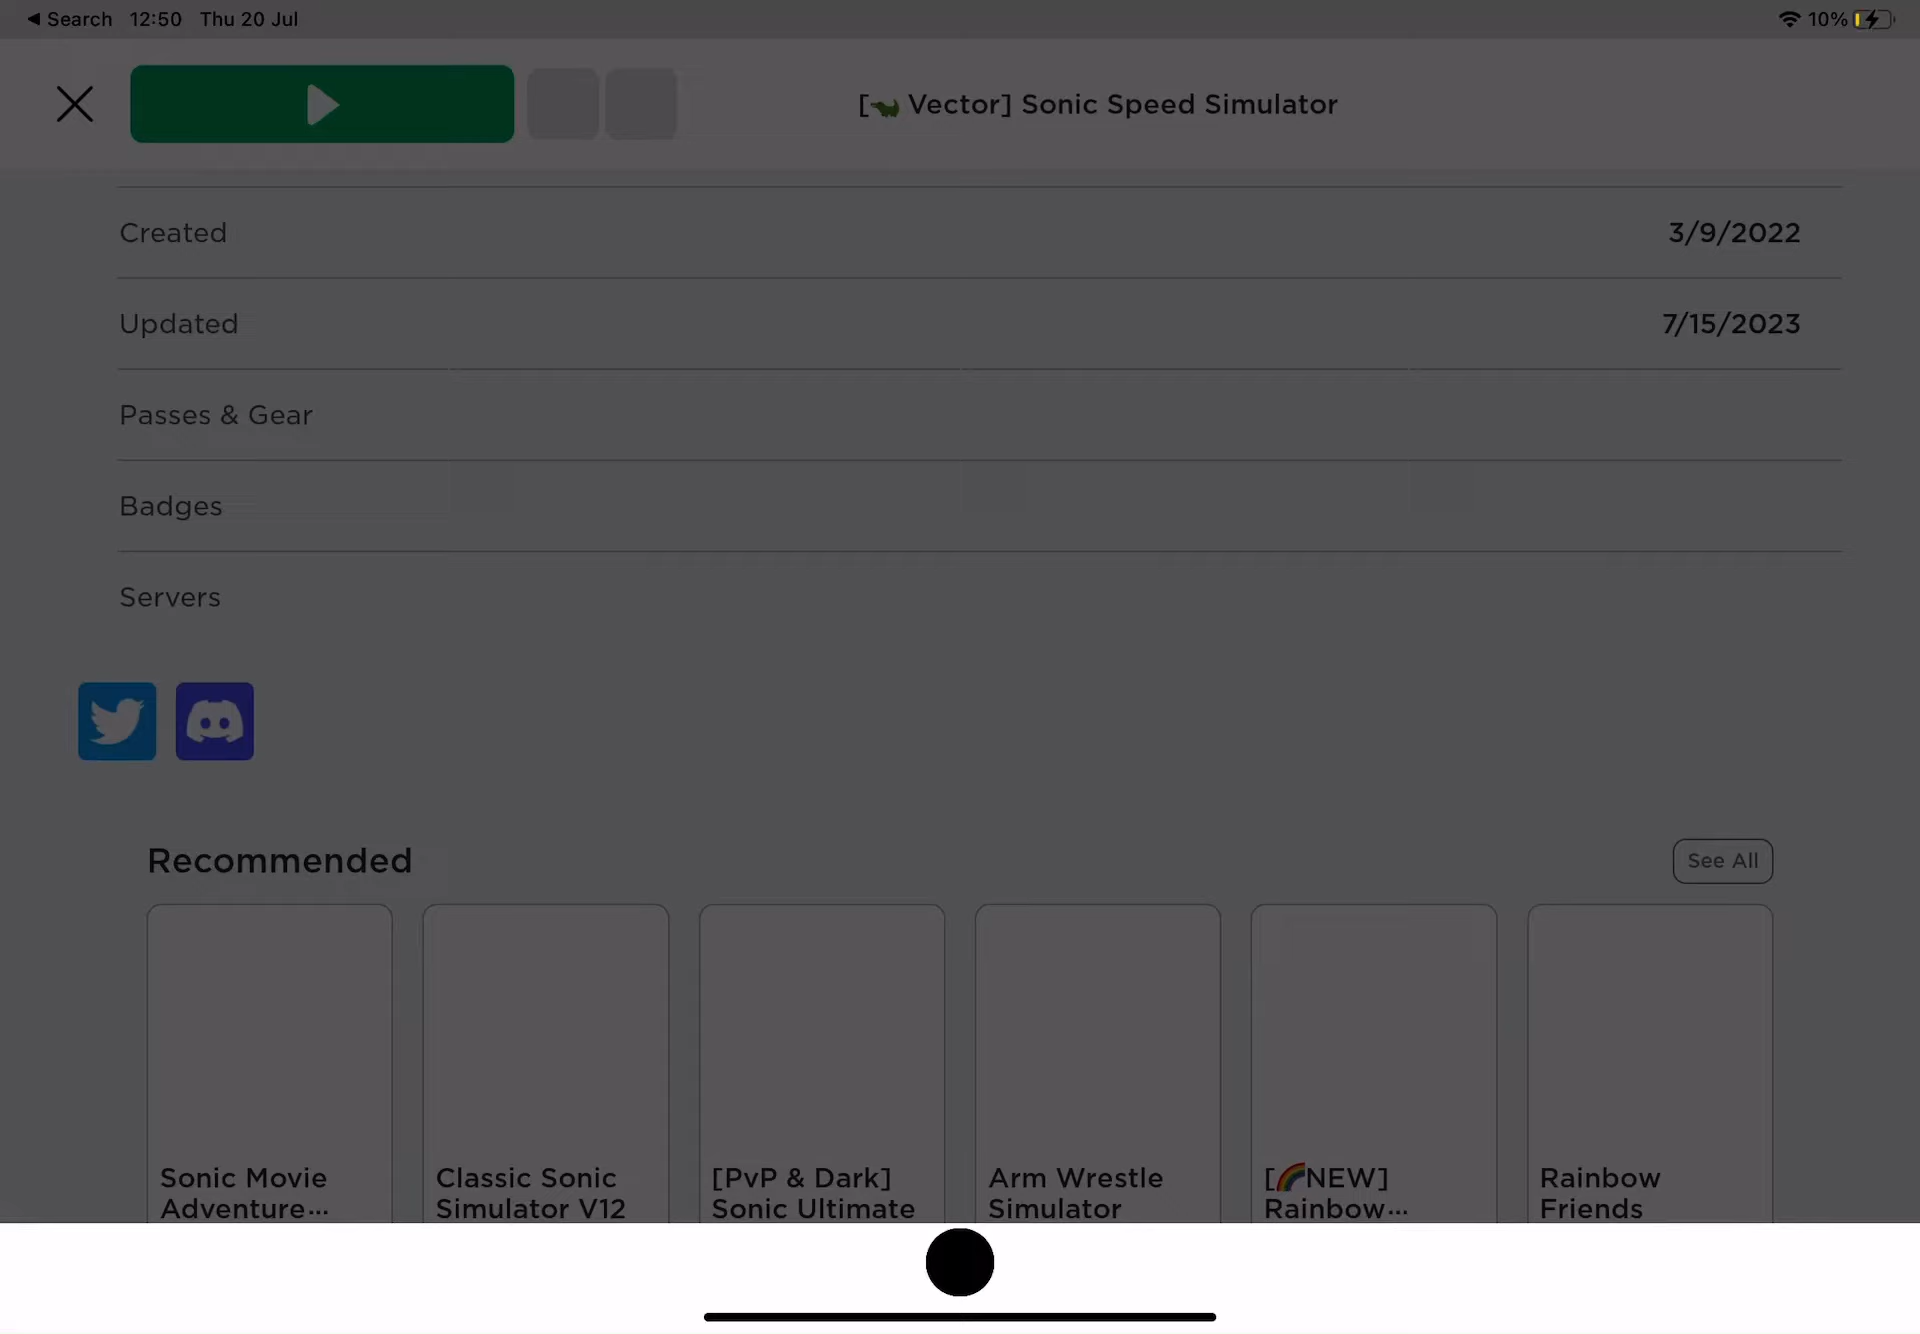 ◀ Search 12:50 Thu 20 Jul 10%
[🐊 Vector] Sonic Speed Simulator
Created 3/9/2022
Updated 7/15/2023
Passes & Gear
Badges
Servers
Recommended See All
Sonic Movie
Adventure...
Classic Sonic
Simulator V12
[PvP & Dark]
Sonic Ultimate
Arm Wrestle
Simulator
[🌈NEW]
Rainbow...
Rainbow
Friends